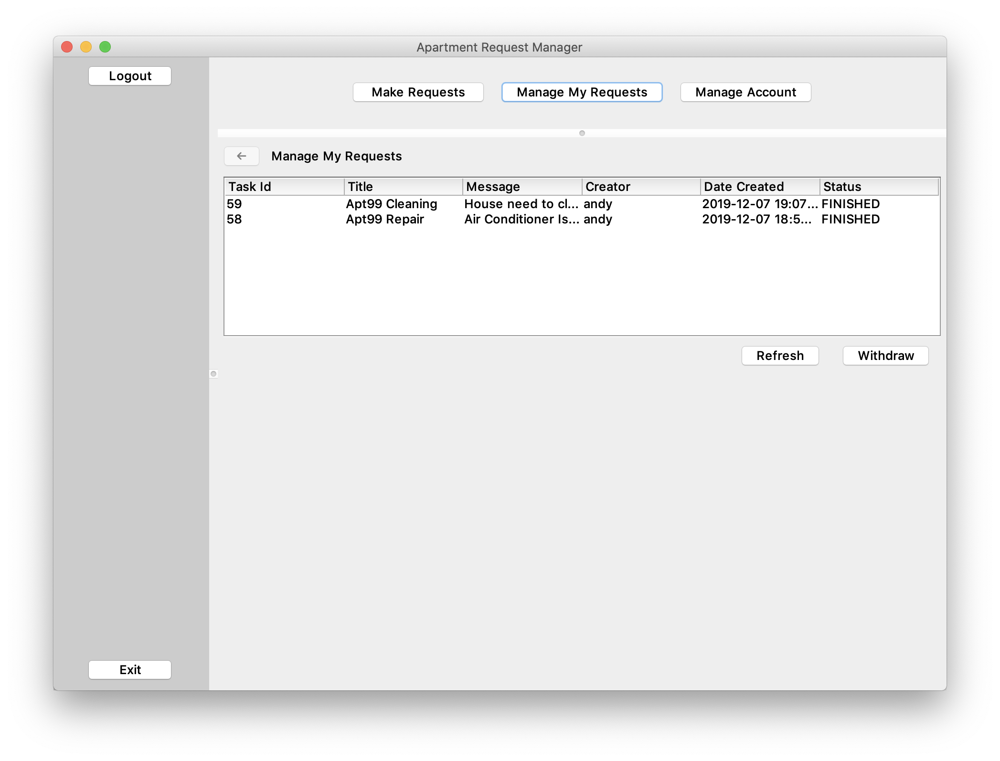 Apartment Request Manager
Logout
Make Requests Manage My Requests Manage Account
← Manage My Requests
Task Id Title Message Creator Date Created Status
59 Apt99 Cleaning House need to cl... andy 2019-12-07 19:07... FINISHED
58 Apt99 Repair Air Conditioner Is... andy 2019-12-07 18:5... FINISHED
Refresh Withdraw
Exit